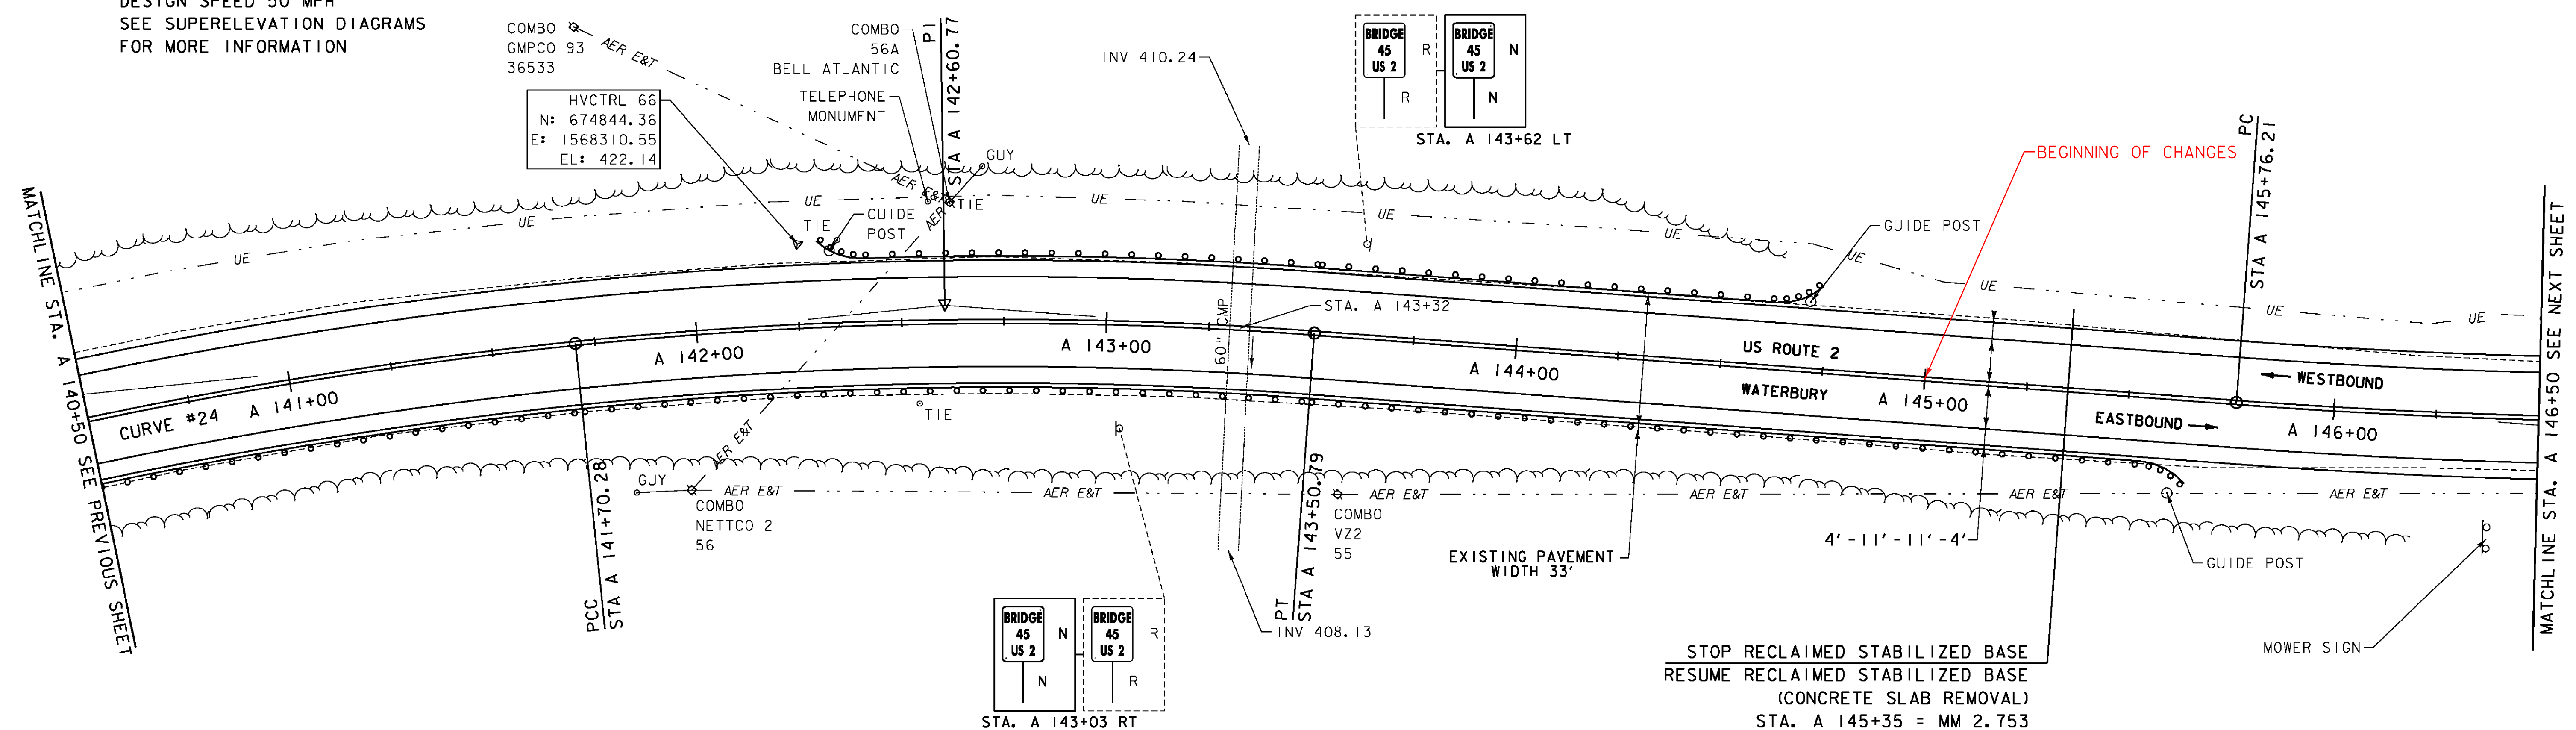 DESIGN SPEED 50 MPH
SEE SUPERELEVATION DIAGRAMS
FOR MORE INFORMATION
COMBO
GMPCO 93
36533
AER E&T
COMBO
56A
BELL ATLANTIC
TELEPHONE
MONUMENT
HVCTRL 66
N: 674844.36
E: 1568310.55
EL: 422.14
PI
STA A 142+60.77
INV 410.24
BRIDGE
45
US 2
R
R
BRIDGE
45
US 2
N
N
STA. A 143+62 LT
BEGINNING OF CHANGES
PC
STA A 145+76.21
MATCHLINE STA. A 140+50 SEE PREVIOUS SHEET
MATCHLINE STA. A 146+50 SEE NEXT SHEET
GUY
AER E&T
AER
TIE
TIE
GUIDE
POST
GUIDE POST
UE
UE
UE
UE
UE
UE
UE
UE
UE
UE
60" CMP
STA. A 143+32
CURVE #24
A 141+00
A 142+00
A 143+00
A 144+00
US ROUTE 2
WATERBURY
A 145+00
WESTBOUND
EASTBOUND
A 146+00
TIE
AER E&T
GUY
AER E&T
AER E&T
AER E&T
AER E&T
AER E&T
AER E&T
COMBO
NETTCO 2
56
COMBO
VZ2
55
PCC
STA A 141+70.28
PT
STA A 143+50.79
EXISTING PAVEMENT
WIDTH 33'
4'-11'-11'-4'
GUIDE POST
MOWER SIGN
INV 408.13
BRIDGE
45
US 2
N
N
BRIDGE
45
US 2
R
R
STA. A 143+03 RT
STOP RECLAIMED STABILIZED BASE
RESUME RECLAIMED STABILIZED BASE
(CONCRETE SLAB REMOVAL)
STA. A 145+35 = MM 2.753